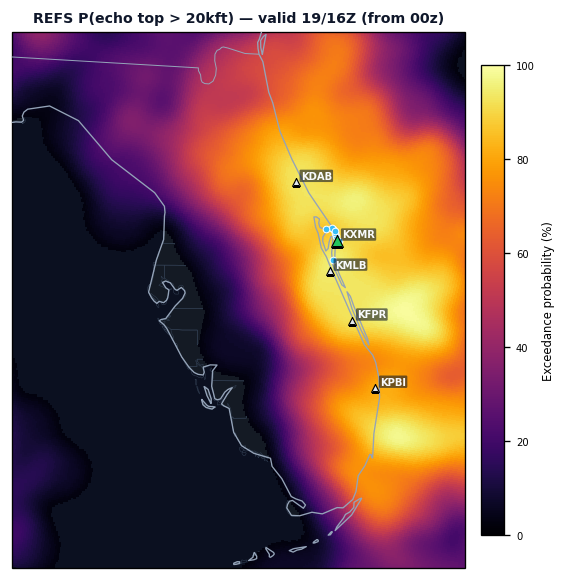 REFS P(echo top > 20kft) — valid 19/16Z (from 00z)
KDAB
KXMR
KMLB
KFPR
KPBI
100
80
60
40
20
0
Exceedance probability (%)